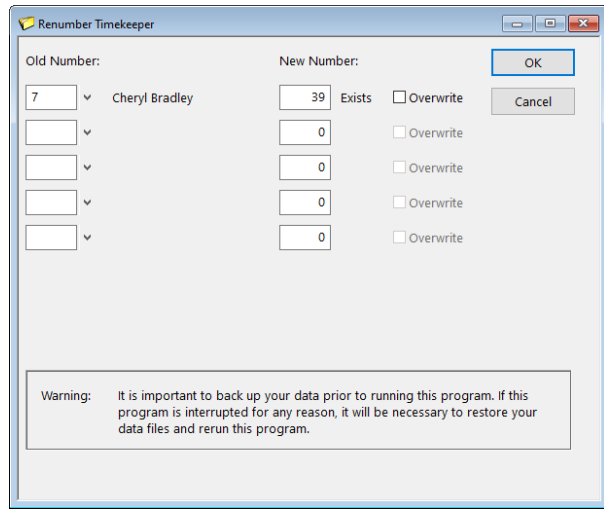 Renumber Timekeeper
Old Number: New Number: OK
7 Cheryl Bradley 39 Exists Overwrite Cancel
0 Overwrite
0 Overwrite
0 Overwrite
0 Overwrite
Warning: It is important to back up your data prior to running this program. If this
program is interrupted for any reason, it will be necessary to restore your
data files and rerun this program.